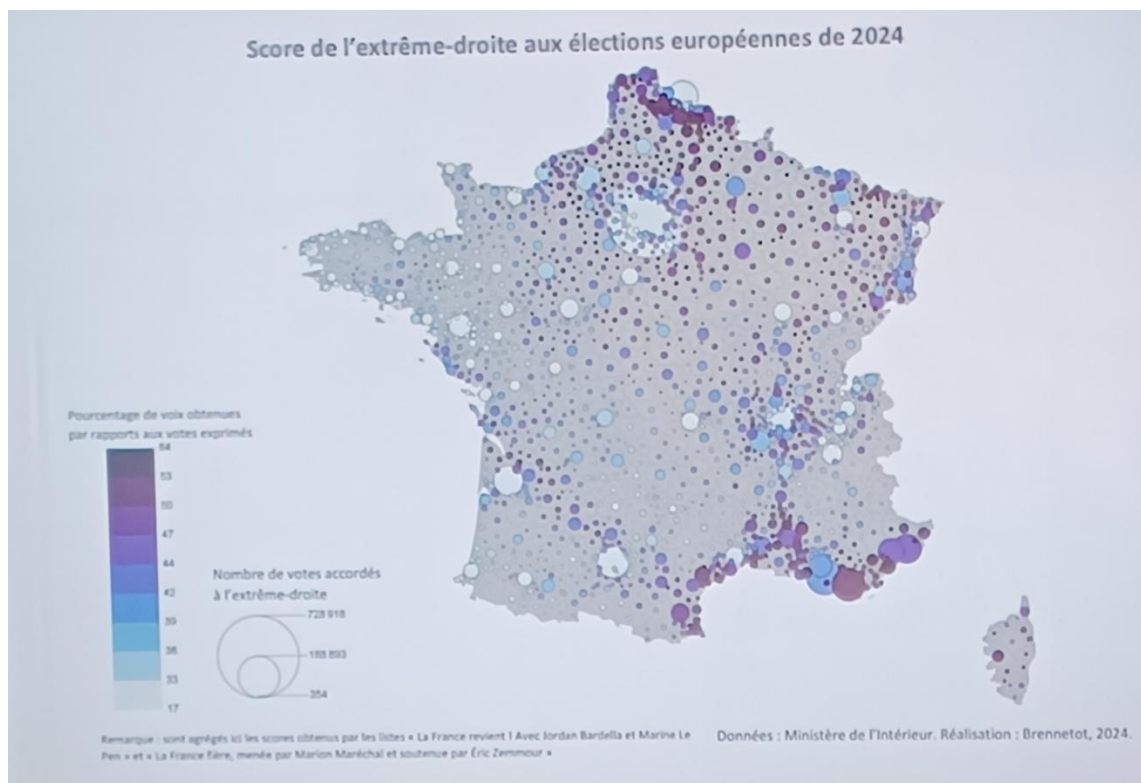 Score de l'extrême-droite aux élections européennes de 2024
Pourcentage de voix obtenues
par rapports aux votes exprimés
64
53
50
47
44
42
39
36
33
17
Nombre de votes accordés
à l'extrême-droite
728 918
188 893
354
Remarque : sont agrégés ici les scores obtenus par les listes « La France revient ! Avec Jordan Bardella et Marine Le
Pen » et « La France fière, menée par Marion Maréchal et soutenue par Éric Zemmour »
Données : Ministère de l'Intérieur. Réalisation : Brennetot, 2024.